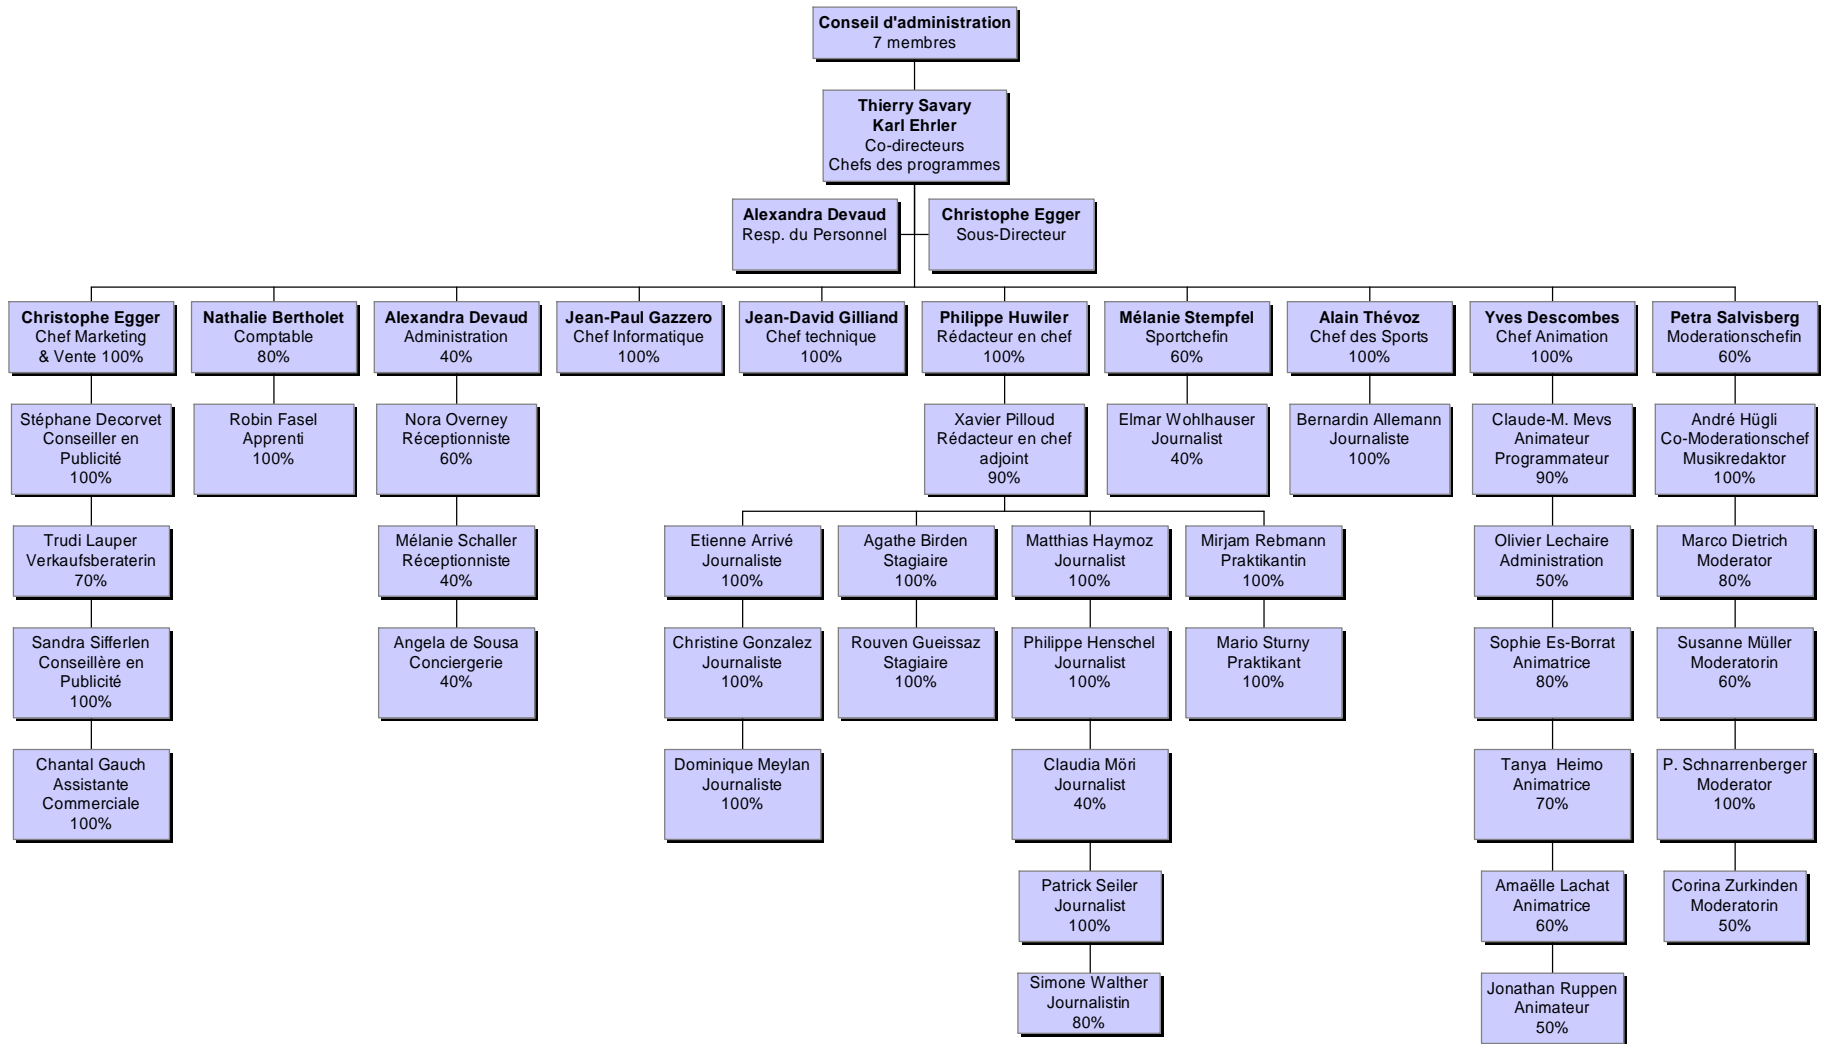 Conseil d'administration
7 membres
Thierry Savary
Karl Ehrler
Co-directeurs
Chefs des programmes
Alexandra Devaud
Resp. du Personnel
Christophe Egger
Sous-Directeur
Christophe Egger
Chef Marketing
& Vente 100%
Nathalie Bertholet
Comptable
80%
Alexandra Devaud
Administration
40%
Jean-Paul Gazzero
Chef Informatique
100%
Jean-David Gilliand
Chef technique
100%
Philippe Huwiler
Rédacteur en chef
100%
Mélanie Stempfel
Sportchefin
60%
Alain Thévoz
Chef des Sports
100%
Yves Descombes
Chef Animation
100%
Petra Salvisberg
Moderationschefin
60%
Stéphane Decorvet
Conseiller en
Publicité
100%
Robin Fasel
Apprenti
100%
Nora Overney
Réceptionniste
60%
Xavier Pilloud
Rédacteur en chef
adjoint
90%
Elmar Wohlhauser
Journalist
40%
Bernardin Allemann
Journaliste
100%
Claude-M. Mevs
Animateur
Programmateur
90%
André Hügli
Co-Moderationschef
Musikredaktor
100%
Trudi Lauper
Verkaufsberaterin
70%
Mélanie Schaller
Réceptionniste
40%
Etienne Arrivé
Journaliste
100%
Agathe Birden
Stagiaire
100%
Matthias Haymoz
Journalist
100%
Mirjam Rebmann
Praktikantin
100%
Olivier Lechaire
Administration
50%
Marco Dietrich
Moderator
80%
Sandra Sifferlen
Conseillère en
Publicité
100%
Angela de Sousa
Conciergerie
40%
Christine Gonzalez
Journaliste
100%
Rouven Gueissaz
Stagiaire
100%
Philippe Henschel
Journalist
100%
Mario Sturny
Praktikant
100%
Sophie Es-Borrat
Animatrice
80%
Susanne Müller
Moderatorin
60%
Chantal Gauch
Assistante
Commerciale
100%
Dominique Meylan
Journaliste
100%
Claudia Möri
Journalist
40%
Tanya  Heimo
Animatrice
70%
P. Schnarrenberger
Moderator
100%
Patrick Seiler
Journalist
100%
Amaëlle Lachat
Animatrice
60%
Corina Zurkinden
Moderatorin
50%
Simone Walther
Journalistin
80%
Jonathan Ruppen
Animateur
50%